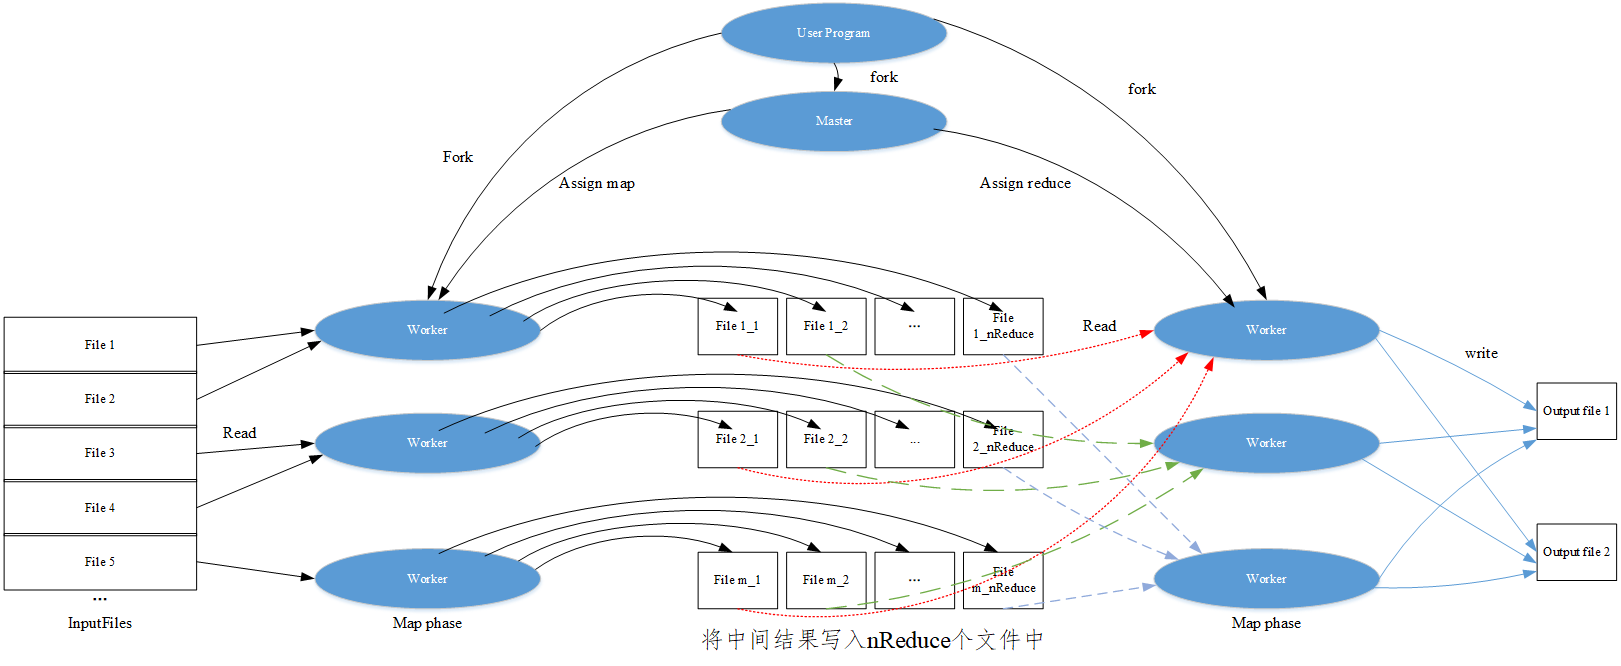 User Program
fork
Master
fork
Fork
Assign map
Assign reduce
Worker
File 1_1
File 1_2
...
File
1_nReduce
Read
Worker
write
File 1
File 2
File 3
File 4
File 5
...
InputFiles
Read
Worker
File 2_1
File 2_2
...
File
2_nReduce
Worker
Output file 1
Worker
File m_1
File m_2
...
File
m_nReduce
Worker
Output file 2
Map phase
将中间结果写入nReduce个文件中
Map phase